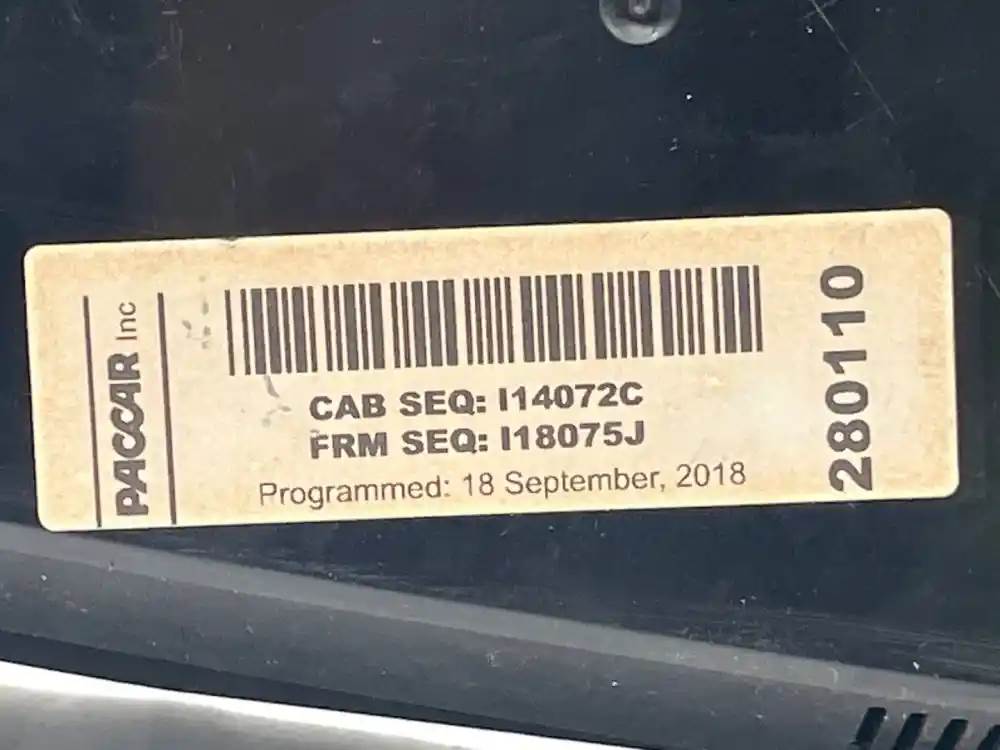 PACCAR Inc
CAB SEQ: I14072C
FRM SEQ: I18075J
Programmed: 18 September, 2018
280110